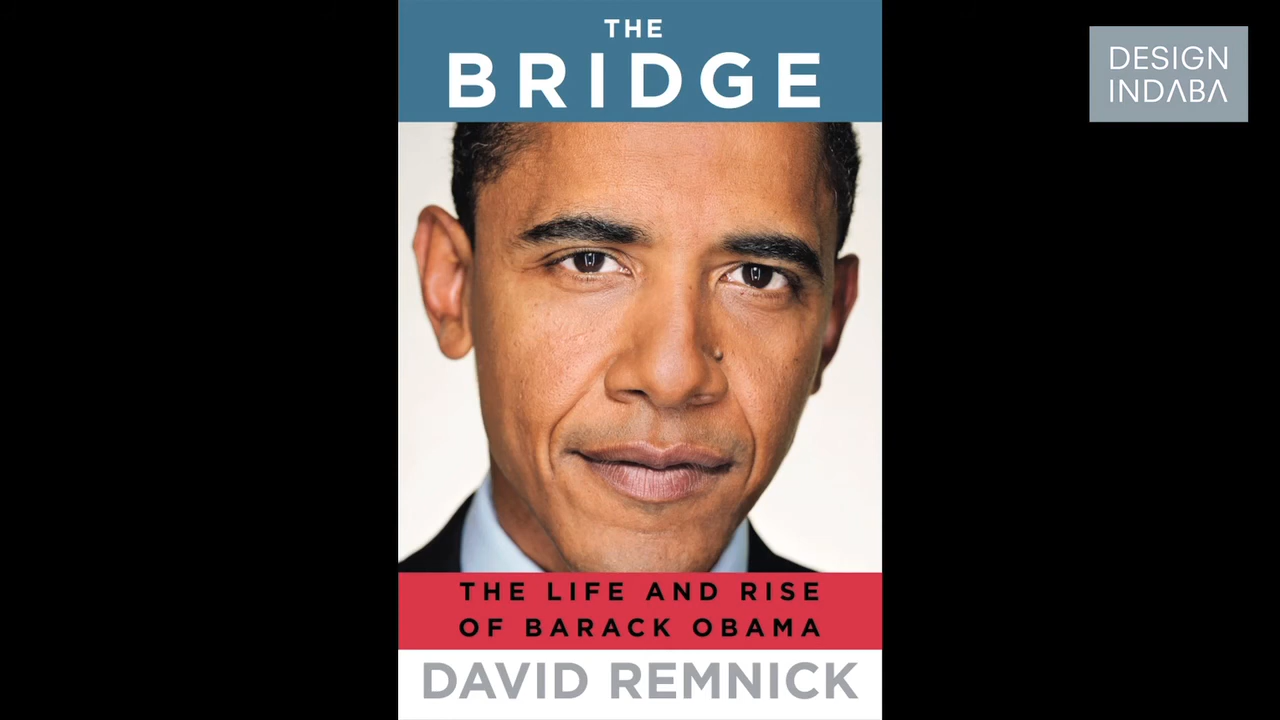 THE
BRIDGE
DESIGN
INDABA
THE LIFE AND RISE
OF BARACK OBAMA
DAVID REMNICK